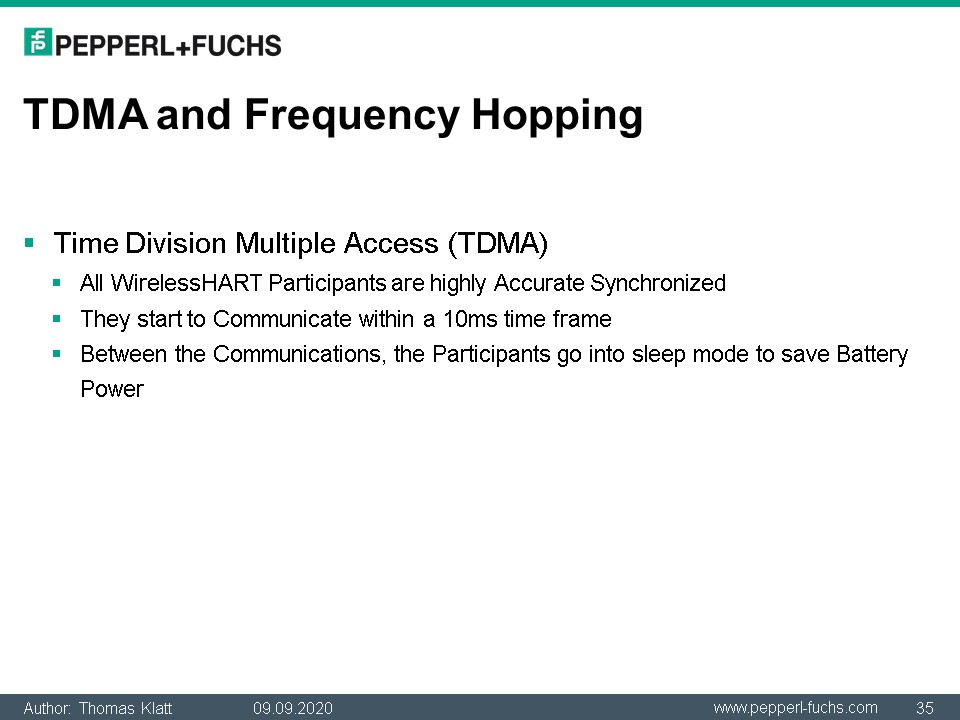 PEPPERL+FUCHS
TDMA and Frequency Hopping
Time Division Multiple Access (TDMA)
All WirelessHART Participants are highly Accurate Synchronized
They start to Communicate within a 10ms time frame
Between the Communications, the Participants go into sleep mode to save Battery
Power
Author: Thomas Klatt 09.09.2020 www.pepperl-fuchs.com 35